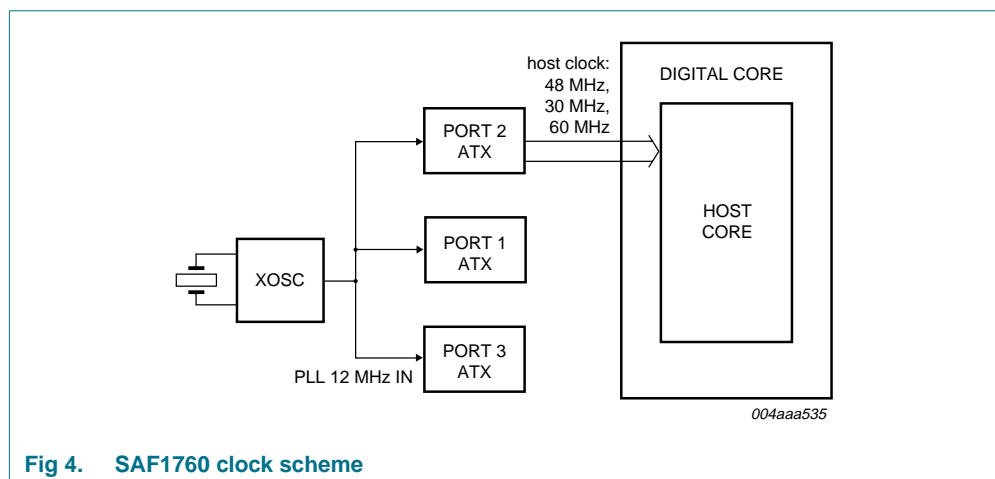 host clock:
48 MHz,
30 MHz,
60 MHz
DIGITAL CORE
PORT 2
ATX
HOST
CORE
PORT 1
ATX
XOSC
PORT 3
ATX
PLL 12 MHz IN
004aaa535
Fig 4. SAF1760 clock scheme